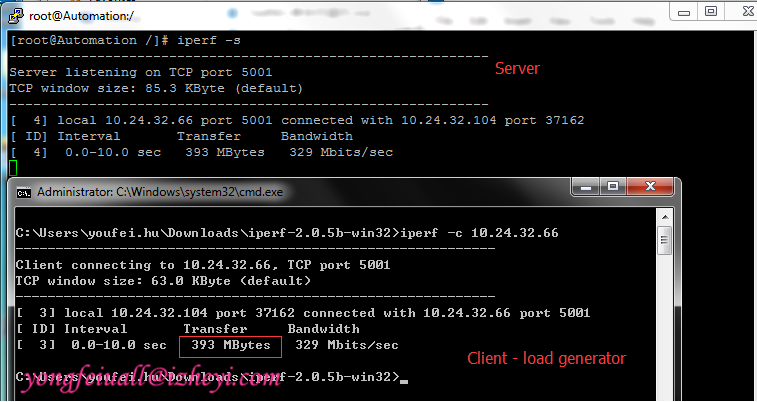 root@Automation:/
[root@Automation /]# iperf -s
------------------------------------------------------------
Server listening on TCP port 5001
TCP window size: 85.3 KByte (default)
------------------------------------------------------------
Server
[  4] local 10.24.32.66 port 5001 connected with 10.24.32.104 port 37162
[ ID] Interval       Transfer     Bandwidth
[  4]  0.0-10.0 sec   393 MBytes   329 Mbits/sec
Administrator: C:\Windows\system32\cmd.exe
C:\Users\youfei.hu\Downloads\iperf-2.0.5b-win32>iperf -c 10.24.32.66
------------------------------------------------------------
Client connecting to 10.24.32.66, TCP port 5001
TCP window size: 63.0 KByte (default)
------------------------------------------------------------
[  3] local 10.24.32.104 port 37162 connected with 10.24.32.66 port 5001
[ ID] Interval       Transfer     Bandwidth
[  3]  0.0-10.0 sec   393 MBytes   329 Mbits/sec
Client - load generator
C:\Users\youfei.hu\Downloads\iperf-2.0.5b-win32>_